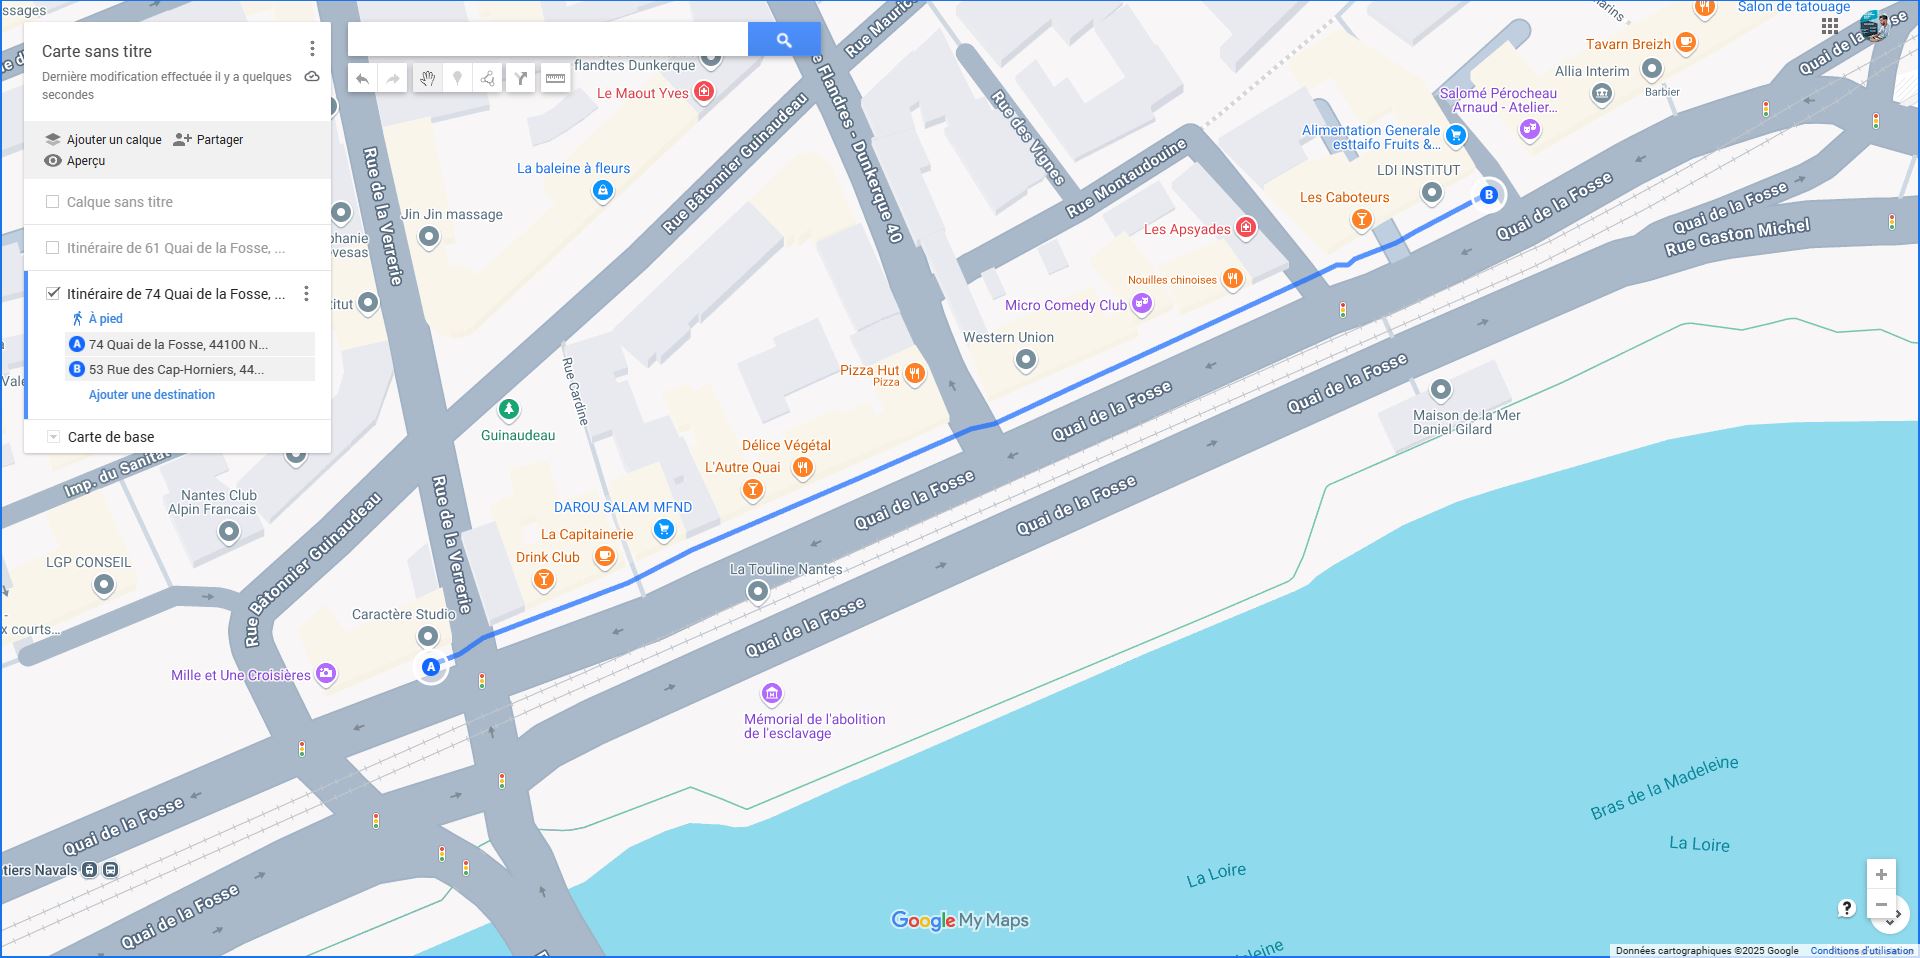 ssages
Carte sans titre
Dernière modification effectuée il y a quelques
secondes
Ajouter un calque
Partager
Aperçu
Calque sans titre
Itinéraire de 61 Quai de la Fosse, ...
Itinéraire de 74 Quai de la Fosse, ...
À pied
A 74 Quai de la Fosse, 44100 N...
B 53 Rue des Cap-Horniers, 44...
Ajouter une destination
Carte de base
flandtes Dunkerque
Le Maout Yves
Rue Maurice
e Flandres - Dunkerque 40
Rue des Vignes
Salon de tatouage
Tavarn Breizh
Allia Interim
Barbier
Salomé Pérocheau
Arnaud - Atelier...
Quai de la Fosse
Alimentation Generale
esttaifo Fruits &...
LDI INSTITUT
Les Caboteurs
B
Rue Montaudouine
Les Apsyades
Nouilles chinoises
Micro Comedy Club
Western Union
Quai de la Fosse
Quai de la Fosse
Rue Gaston Michel
Rue de la Verrerie
La baleine à fleurs
Rue Bâtonnier Guinaudeau
Jin Jin massage
phanie
evesas
titut
Vale
Rue Cardine
Pizza Hut
Pizza
Guinaudeau
Délice Végétal
L'Autre Quai
DAROU SALAM MFND
La Capitainerie
Drink Club
Quai de la Fosse
Quai de la Fosse
Maison de la Mer
Daniel Gilard
Imp. du Sanitat
Nantes Club
Alpin Francais
LGP CONSEIL
Rue Bâtonnier Guinaudeau
Rue de la Verrerie
Quai de la Fosse
Quai de la Fosse
La Touline Nantes
x courts...
Caractère Studio
A
Mille et Une Croisières
Quai de la Fosse
Mémorial de l'abolition
de l'esclavage
Quai de la Fosse
tiers Navals
Quai de la Fosse
Bras de la Madeleine
La Loire
La Loire
Google My Maps
eleine
Données cartographiques ©2025 Google
Conditions d'utilisation